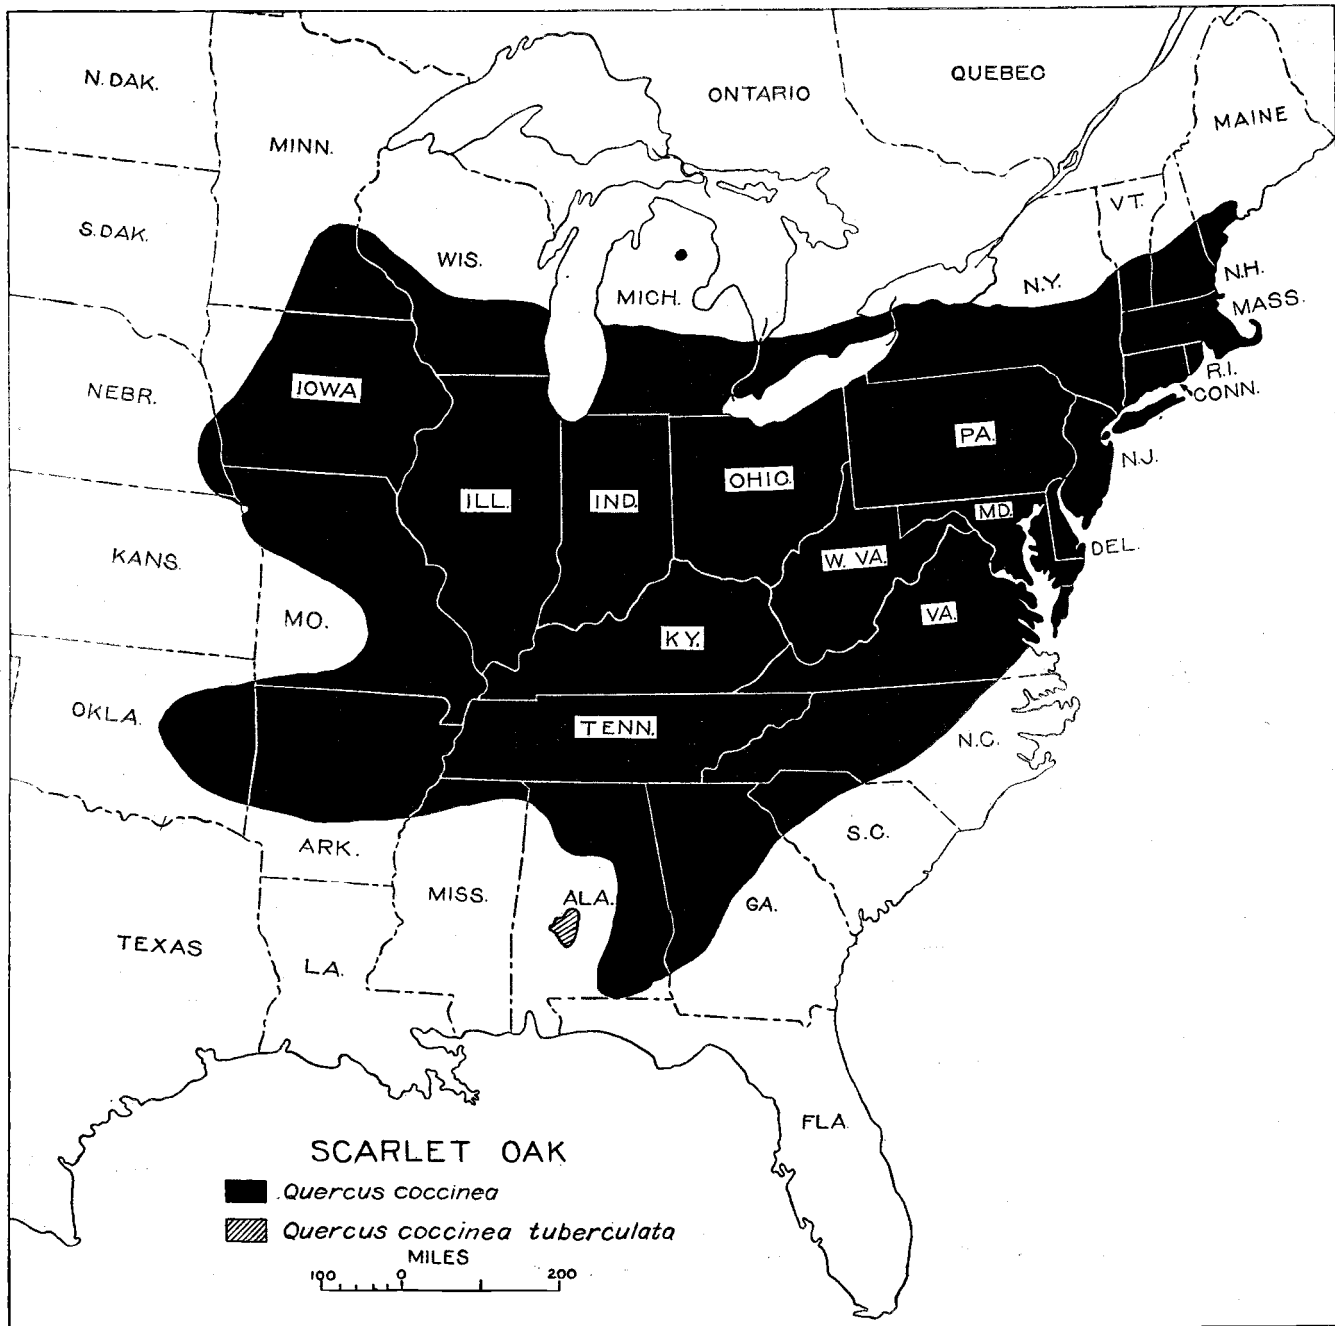 QUEBEC
N. DAK.
ONTARIO
MAINE
MINN.
VT.
S. DAK.
WIS.
N.H.
N.Y.
MICH.
MASS.
R.I.
IOWA
NEBR.
CONN.
PA.
N.J.
OHIO.
ILL.
IND.
MD.
DEL.
KANS.
W. VA.
MO.
VA.
KY.
OKLA.
TENN.
N.C.
S.C.
ARK.
MISS.
ALA.
GA.
TEXAS
LA.
FLA.
SCARLET OAK
Quercus coccinea
Quercus coccinea tuberculata
MILES
100 0 200